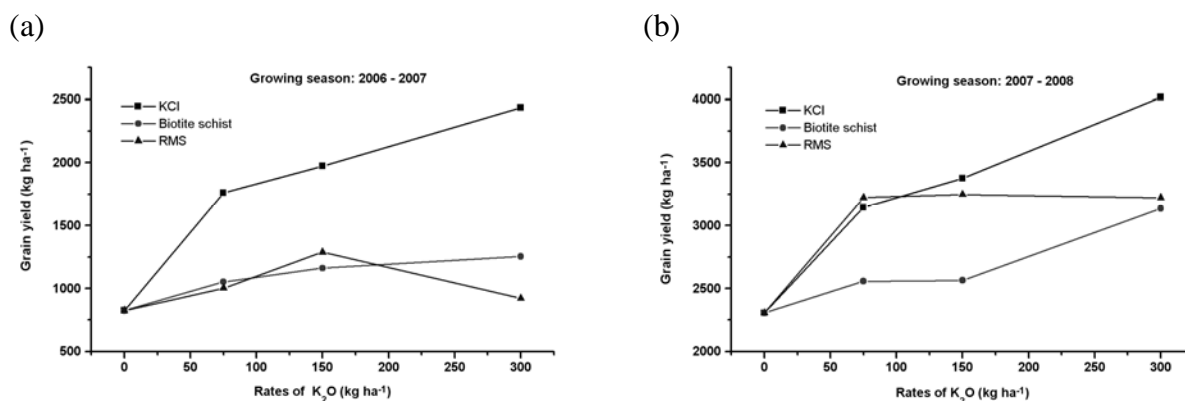 (a)
Growing season: 2006 - 2007
KCl
Biotite schist
RMS
Grain yield (kg ha-1)
2500
2000
1500
1000
500
0 50 100 150 200 250 300
Rates of K2O (kg ha-1)
(b)
Growing season: 2007 - 2008
KCl
Biotite schist
RMS
Grain yield (kg ha-1)
4000
3500
3000
2500
2000
0 50 100 150 200 250 300
Rates of K2O (kg ha-1)